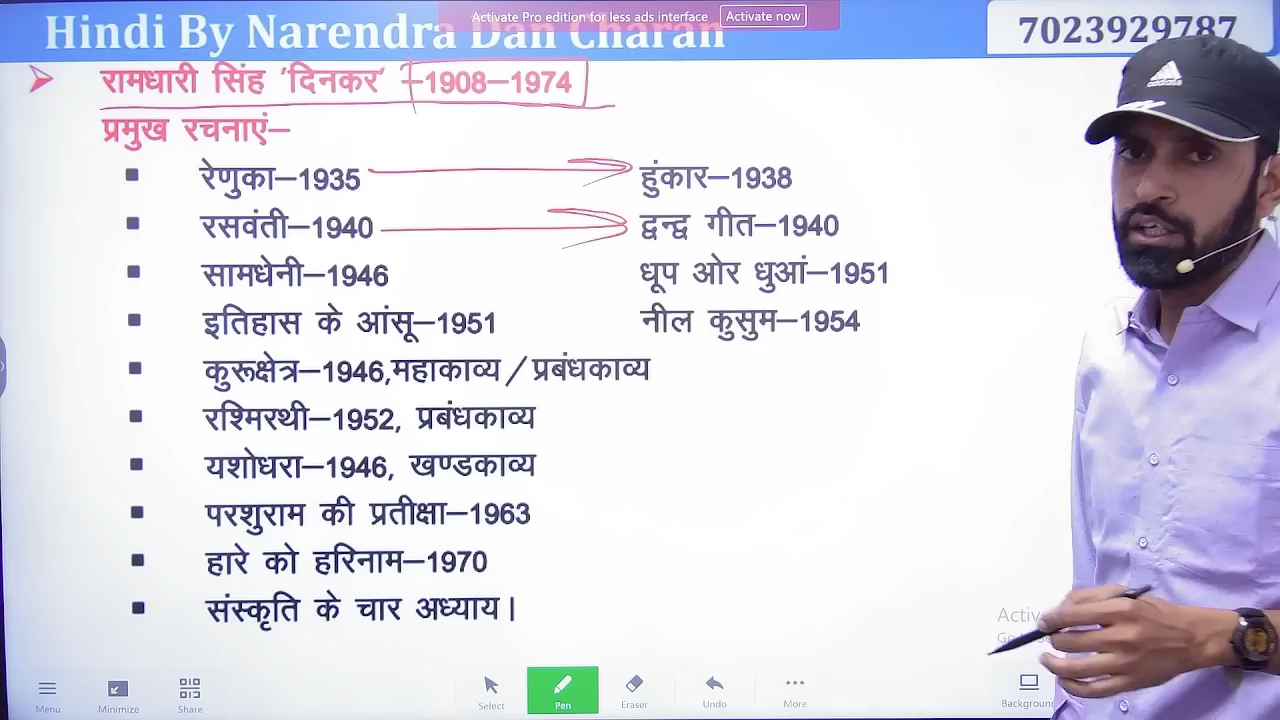 Hindi By Narendra Dan Charan
Activate Pro edition for less ads interface Activate now
7023929787
रामधारी सिंह 'दिनकर' –1908–1974
प्रमुख रचनाएं–
रेणुका–1935 हुंकार–1938
रसवंती–1940 द्वन्द्व गीत–1940
सामधेनी–1946 धूप ओर धुआं–1951
इतिहास के आंसू–1951 नील कुसुम–1954
कुरूक्षेत्र–1946,महाकाव्य/प्रबंधकाव्य
रश्मिरथी–1952, प्रबंधकाव्य
यशोधरा–1946, खण्डकाव्य
परशुराम की प्रतीक्षा–1963
हारे को हरिनाम–1970
संस्कृति के चार अध्याय।
adidas
Menu Minimize Share Select Pen Eraser Undo More Background